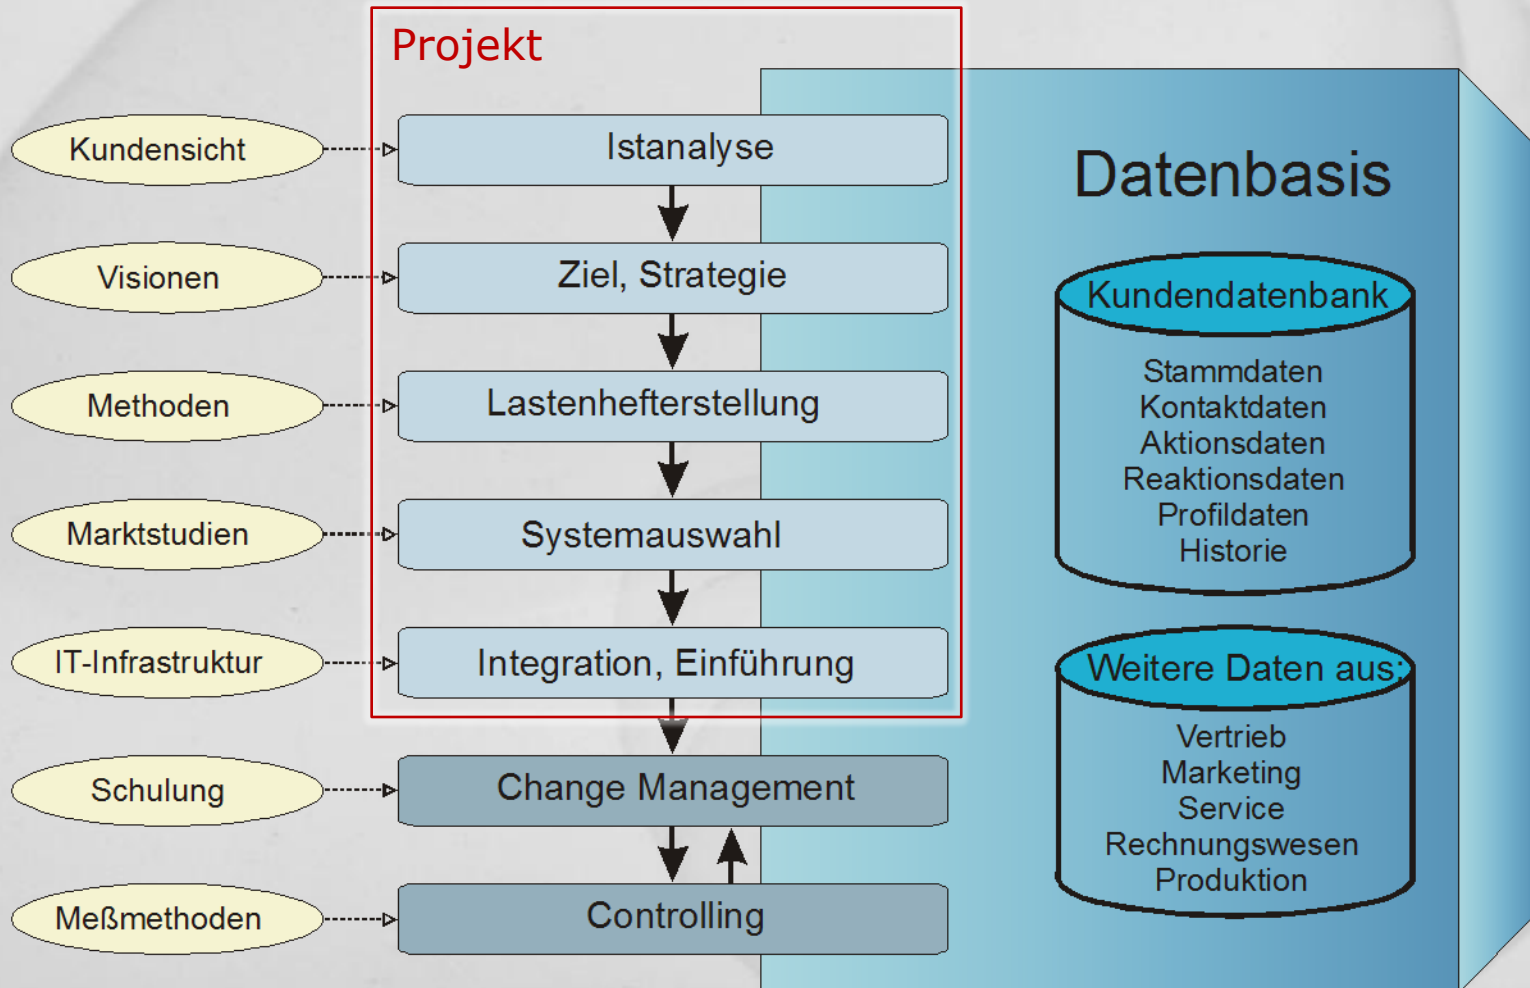 Projekt
Kundensicht
Istanalyse
Visionen
Ziel, Strategie
Methoden
Lastenhefterstellung
Marktstudien
Systemauswahl
IT-Infrastruktur
Integration, Einführung
Schulung
Change Management
Meßmethoden
Controlling
Datenbasis
Kundendatenbank
Stammdaten
Kontaktdaten
Aktionsdaten
Reaktionsdaten
Profildaten
Historie
Weitere Daten aus:
Vertrieb
Marketing
Service
Rechnungswesen
Produktion